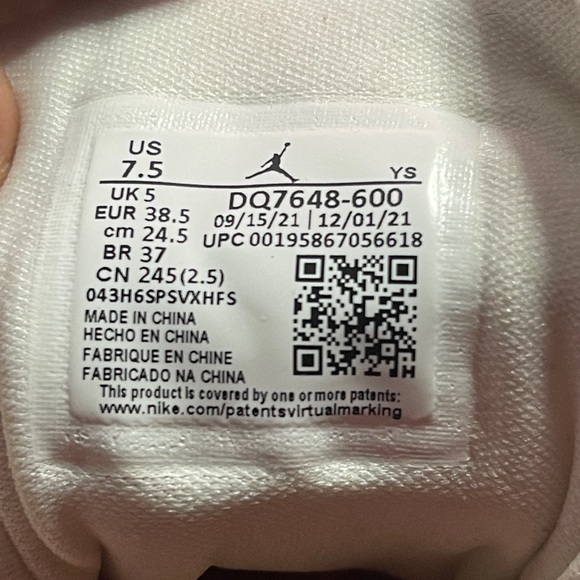 US
7.5
YS
UK 5
DQ7648-600
EUR 38.5
09/15/21 | 12/01/21
cm 24.5
UPC 00195867056618
BR 37
CN 245(2.5)
043H6SPSVXHFS
MADE IN CHINA
HECHO EN CHINA
FABRIQUE EN CHINE
FABRICADO NA CHINA
H
This product is covered by one or more patents:
www.nike.com/patentsvirtualmarking